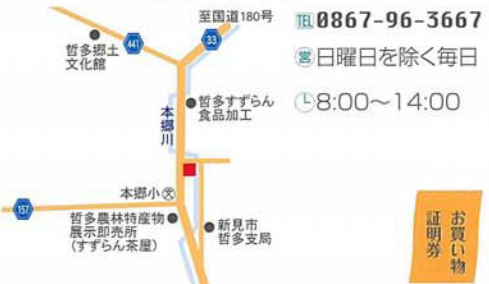 至国道180号
441
33
哲多郷土
文化館
哲多すずらん
食品加工
本郷川
本郷小 文
157
哲多農林特産物
展示即売所
(すずらん茶屋)
新見市
哲多支局
TEL 0867-96-3667
営 日曜日を除く毎日
8:00～14:00
お買い物
証明券